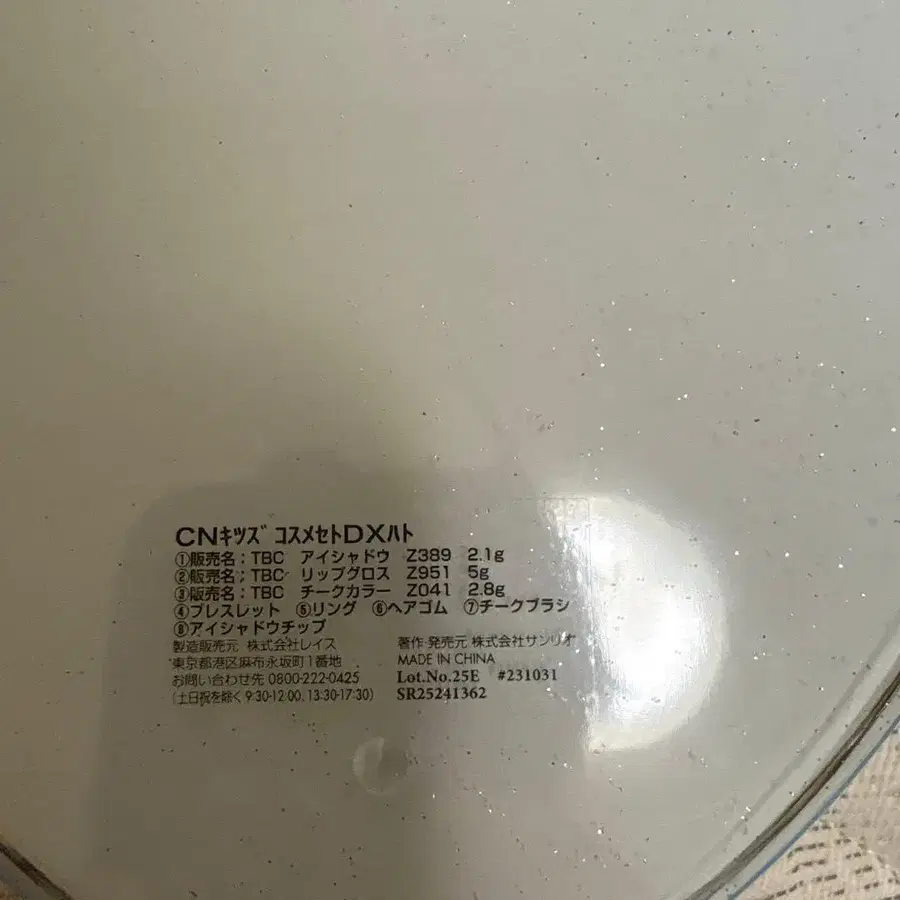 CNｷｯｽﾞ ｺｽﾒｾﾄDXﾊﾄ
①販売名：TBC アイシャドウ Z389 2.1g
②販売名：TBC リップグロス Z951 5g
③販売名：TBC チークカラー Z041 2.8g
④ブレスレット ⑤リング ⑥ヘアゴム ⑦チークブラシ
⑧アイシャドウチップ
製造販売元 株式会社レイス
東京都港区麻布永坂町1番地
お問い合わせ先 0800-222-0425
(土日祝を除く 9:30-12:00, 13:30-17:30)
著作・発売元 株式会社サンリオ
MADE IN CHINA
Lot.No.25E #231031
SR25241362